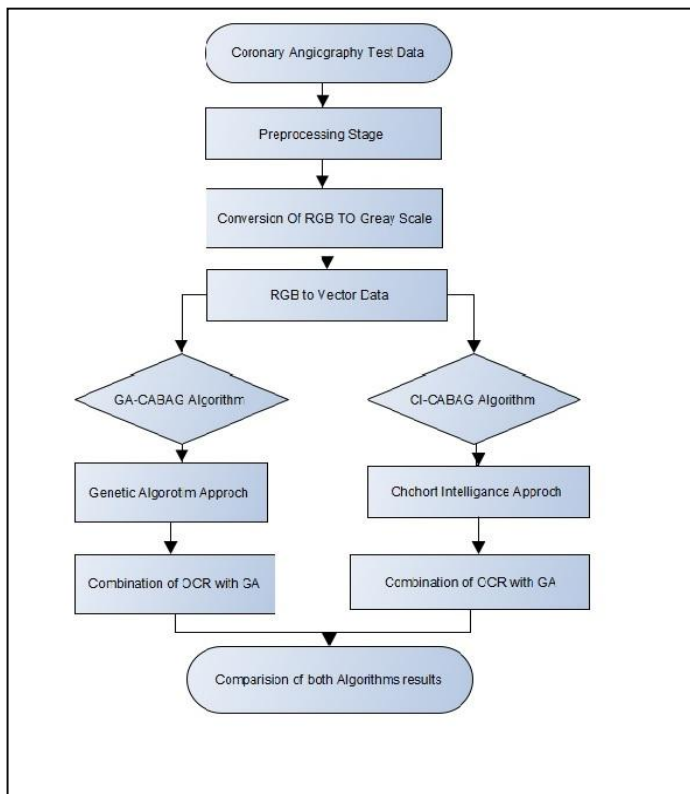 Coronary Angicgraphy Test Data
Preprocessing Stage
Conversion Of RGB TO Greay Scale
RGB to Vector Data
GA-CABAG Algorithm
CI-CABAG Algorithm
Genetic Algorotim Approch
Chchort Intelligance Approch
Combination of OCR with GA
Combination of OCR with GA
Comparision of both Algorithms results